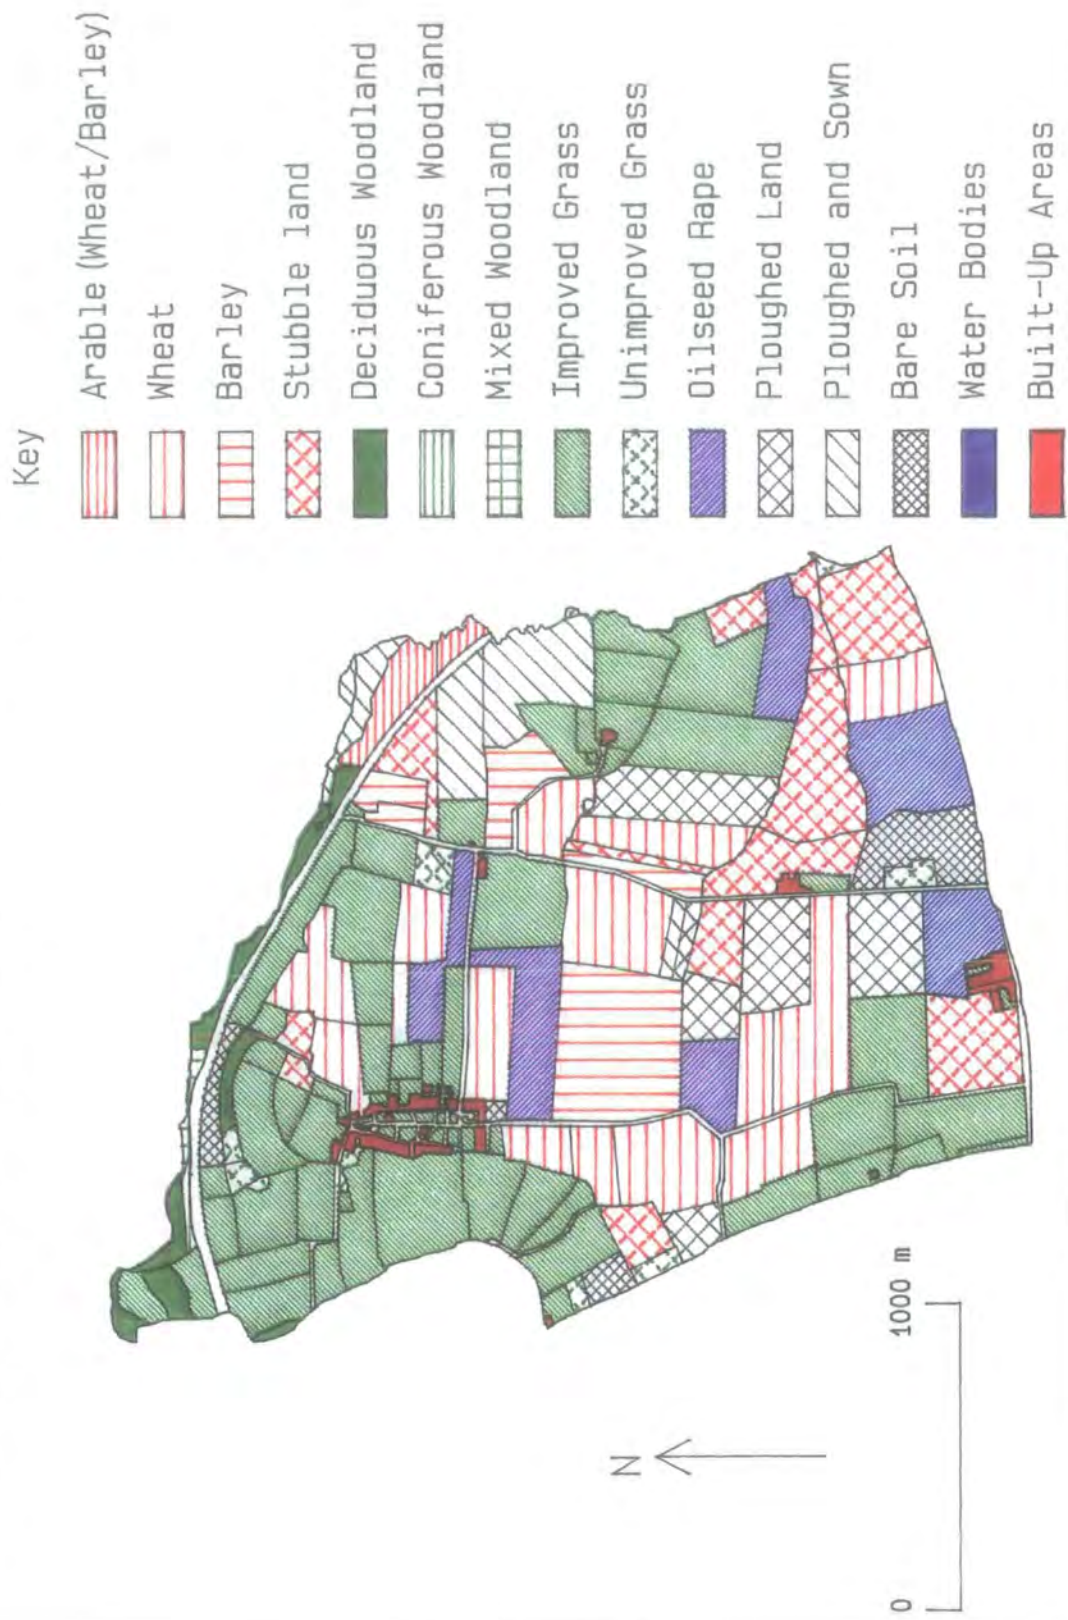 Key
Arable (Wheat/Barley)
Wheat
Barley
Stubble land
Deciduous Woodland
Coniferous Woodland
Mixed Woodland
Improved Grass
Unimproved Grass
Oilseed Rape
Ploughed Land
Ploughed and Sown
Bare Soil
Water Bodies
Built-Up Areas
N
0 1000 m